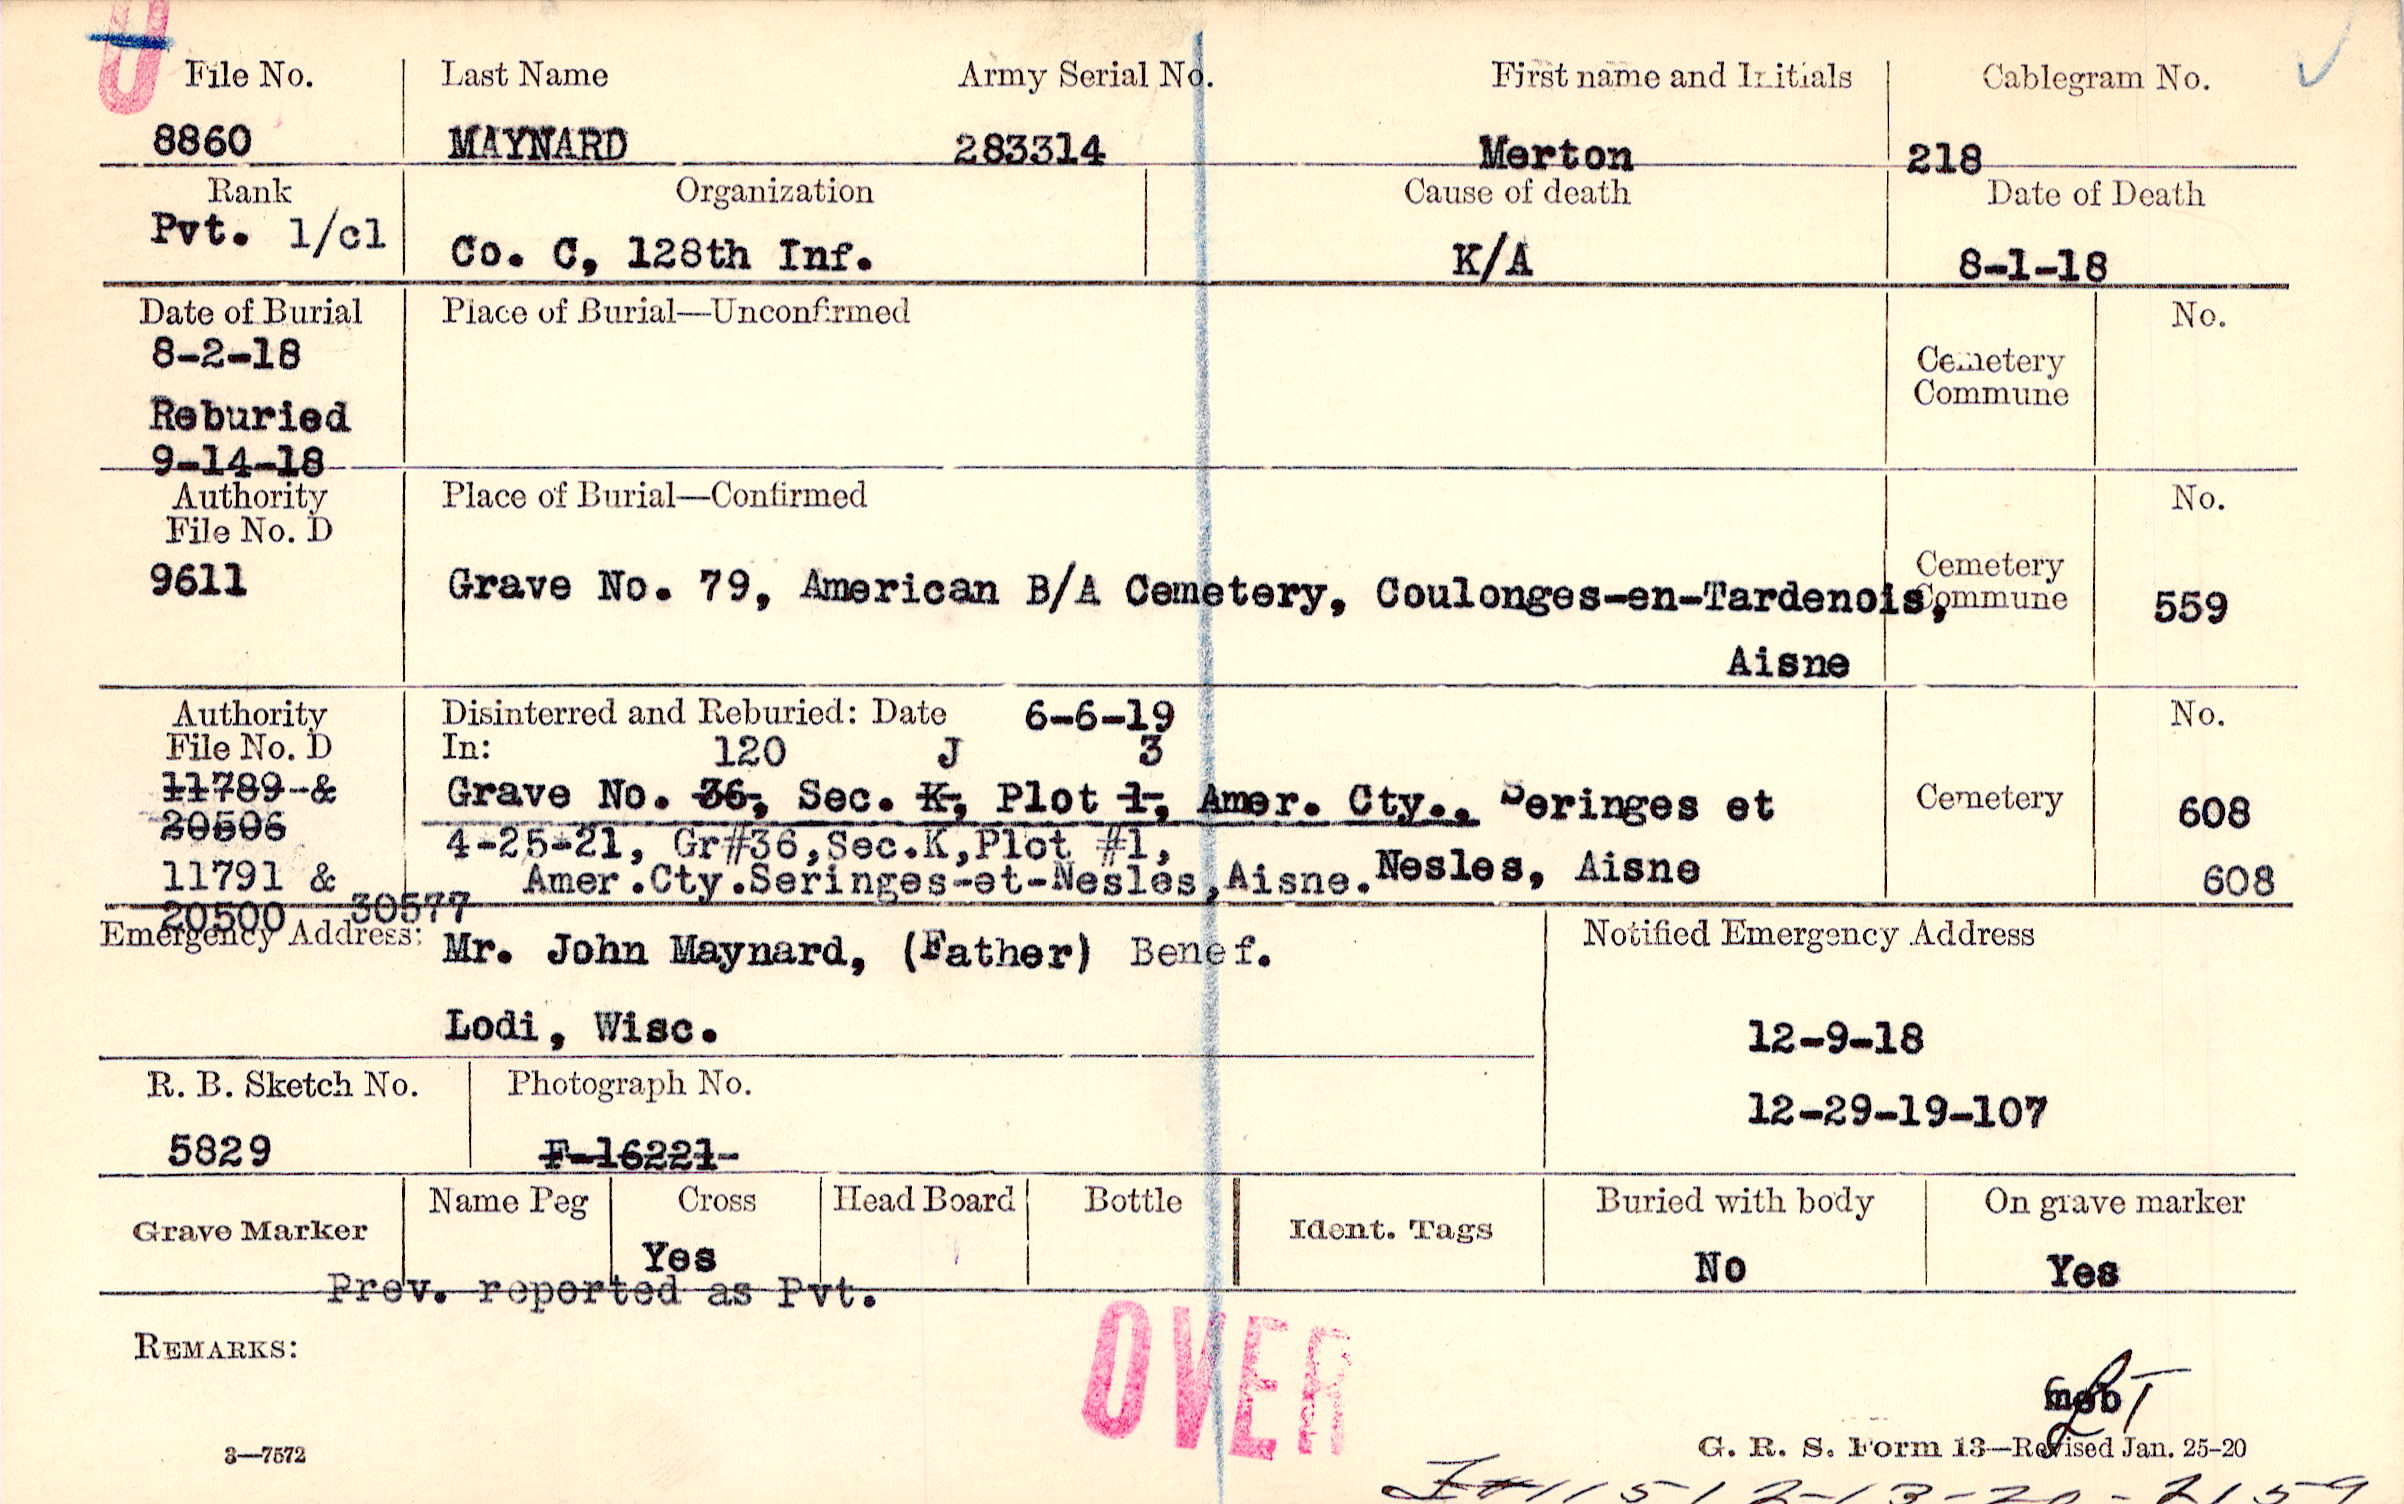 File No. Last Name Army Serial No. First name and Initials Cablegram No.
8860 MAYNARD 283314 Merton 218
Rank Organization Cause of death Date of Death
Pvt. 1/cl Co. C, 128th Inf. K/A 8-1-18
Date of Burial Place of Burial—Unconfirmed No.
8-2-18
Cemetery
Commune
Reburied
9-14-18
Authority Place of Burial—Confirmed No.
File No. D
9611 Grave No. 79, American B/A Cemetery, Coulonges-en-Tardenois, Cemetery Commune 559
Aisne
Authority Disinterred and Reburied: Date 6-6-19 No.
File No. D In: 120 J 3
11789 & Grave No. 36, Sec. K, Plot 1, Amer. Cty., Seringes et Cemetery 608
20506
4-25-21, Gr#36,Sec.K,Plot #1,
Nesles, Aisne
11791 & Amer.Cty.Seringes-et-Nesles,Aisne. 608
20500 30577
Emergency Address: Mr. John Maynard, (Father) Benef. Notified Emergency Address
Lodi, Wisc. 12-9-18
R. B. Sketch No. Photograph No. 12-29-19-107
5829 F-16221-
Grave Marker Name Peg Cross Head Board Bottle Ident. Tags Buried with body On grave marker
Yes No Yes
Prev. reported as Pvt.
REMARKS:
OVER
meb
3—7572 G. R. S. Form 13—Revised Jan. 25-20